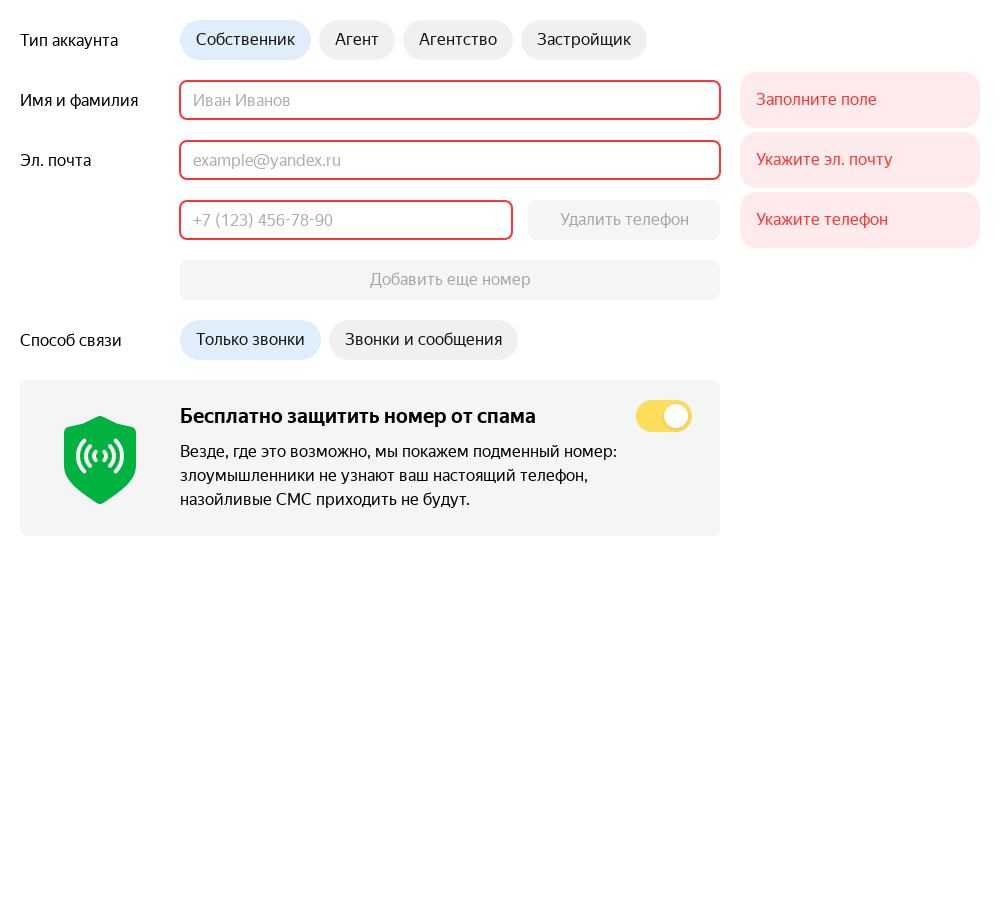 Тип аккаунта
Собственник
Агент
Агентство
Застройщик
Имя и фамилия
Иван Иванов
Заполните поле
Эл. почта
example@yandex.ru
Укажите эл. почту
+7 (123) 456-78-90
Удалить телефон
Укажите телефон
Добавить еще номер
Способ связи
Только звонки
Звонки и сообщения
Бесплатно защитить номер от спама
Везде, где это возможно, мы покажем подменный номер:
злоумышленники не узнают ваш настоящий телефон,
назойливые СМС приходить не будут.